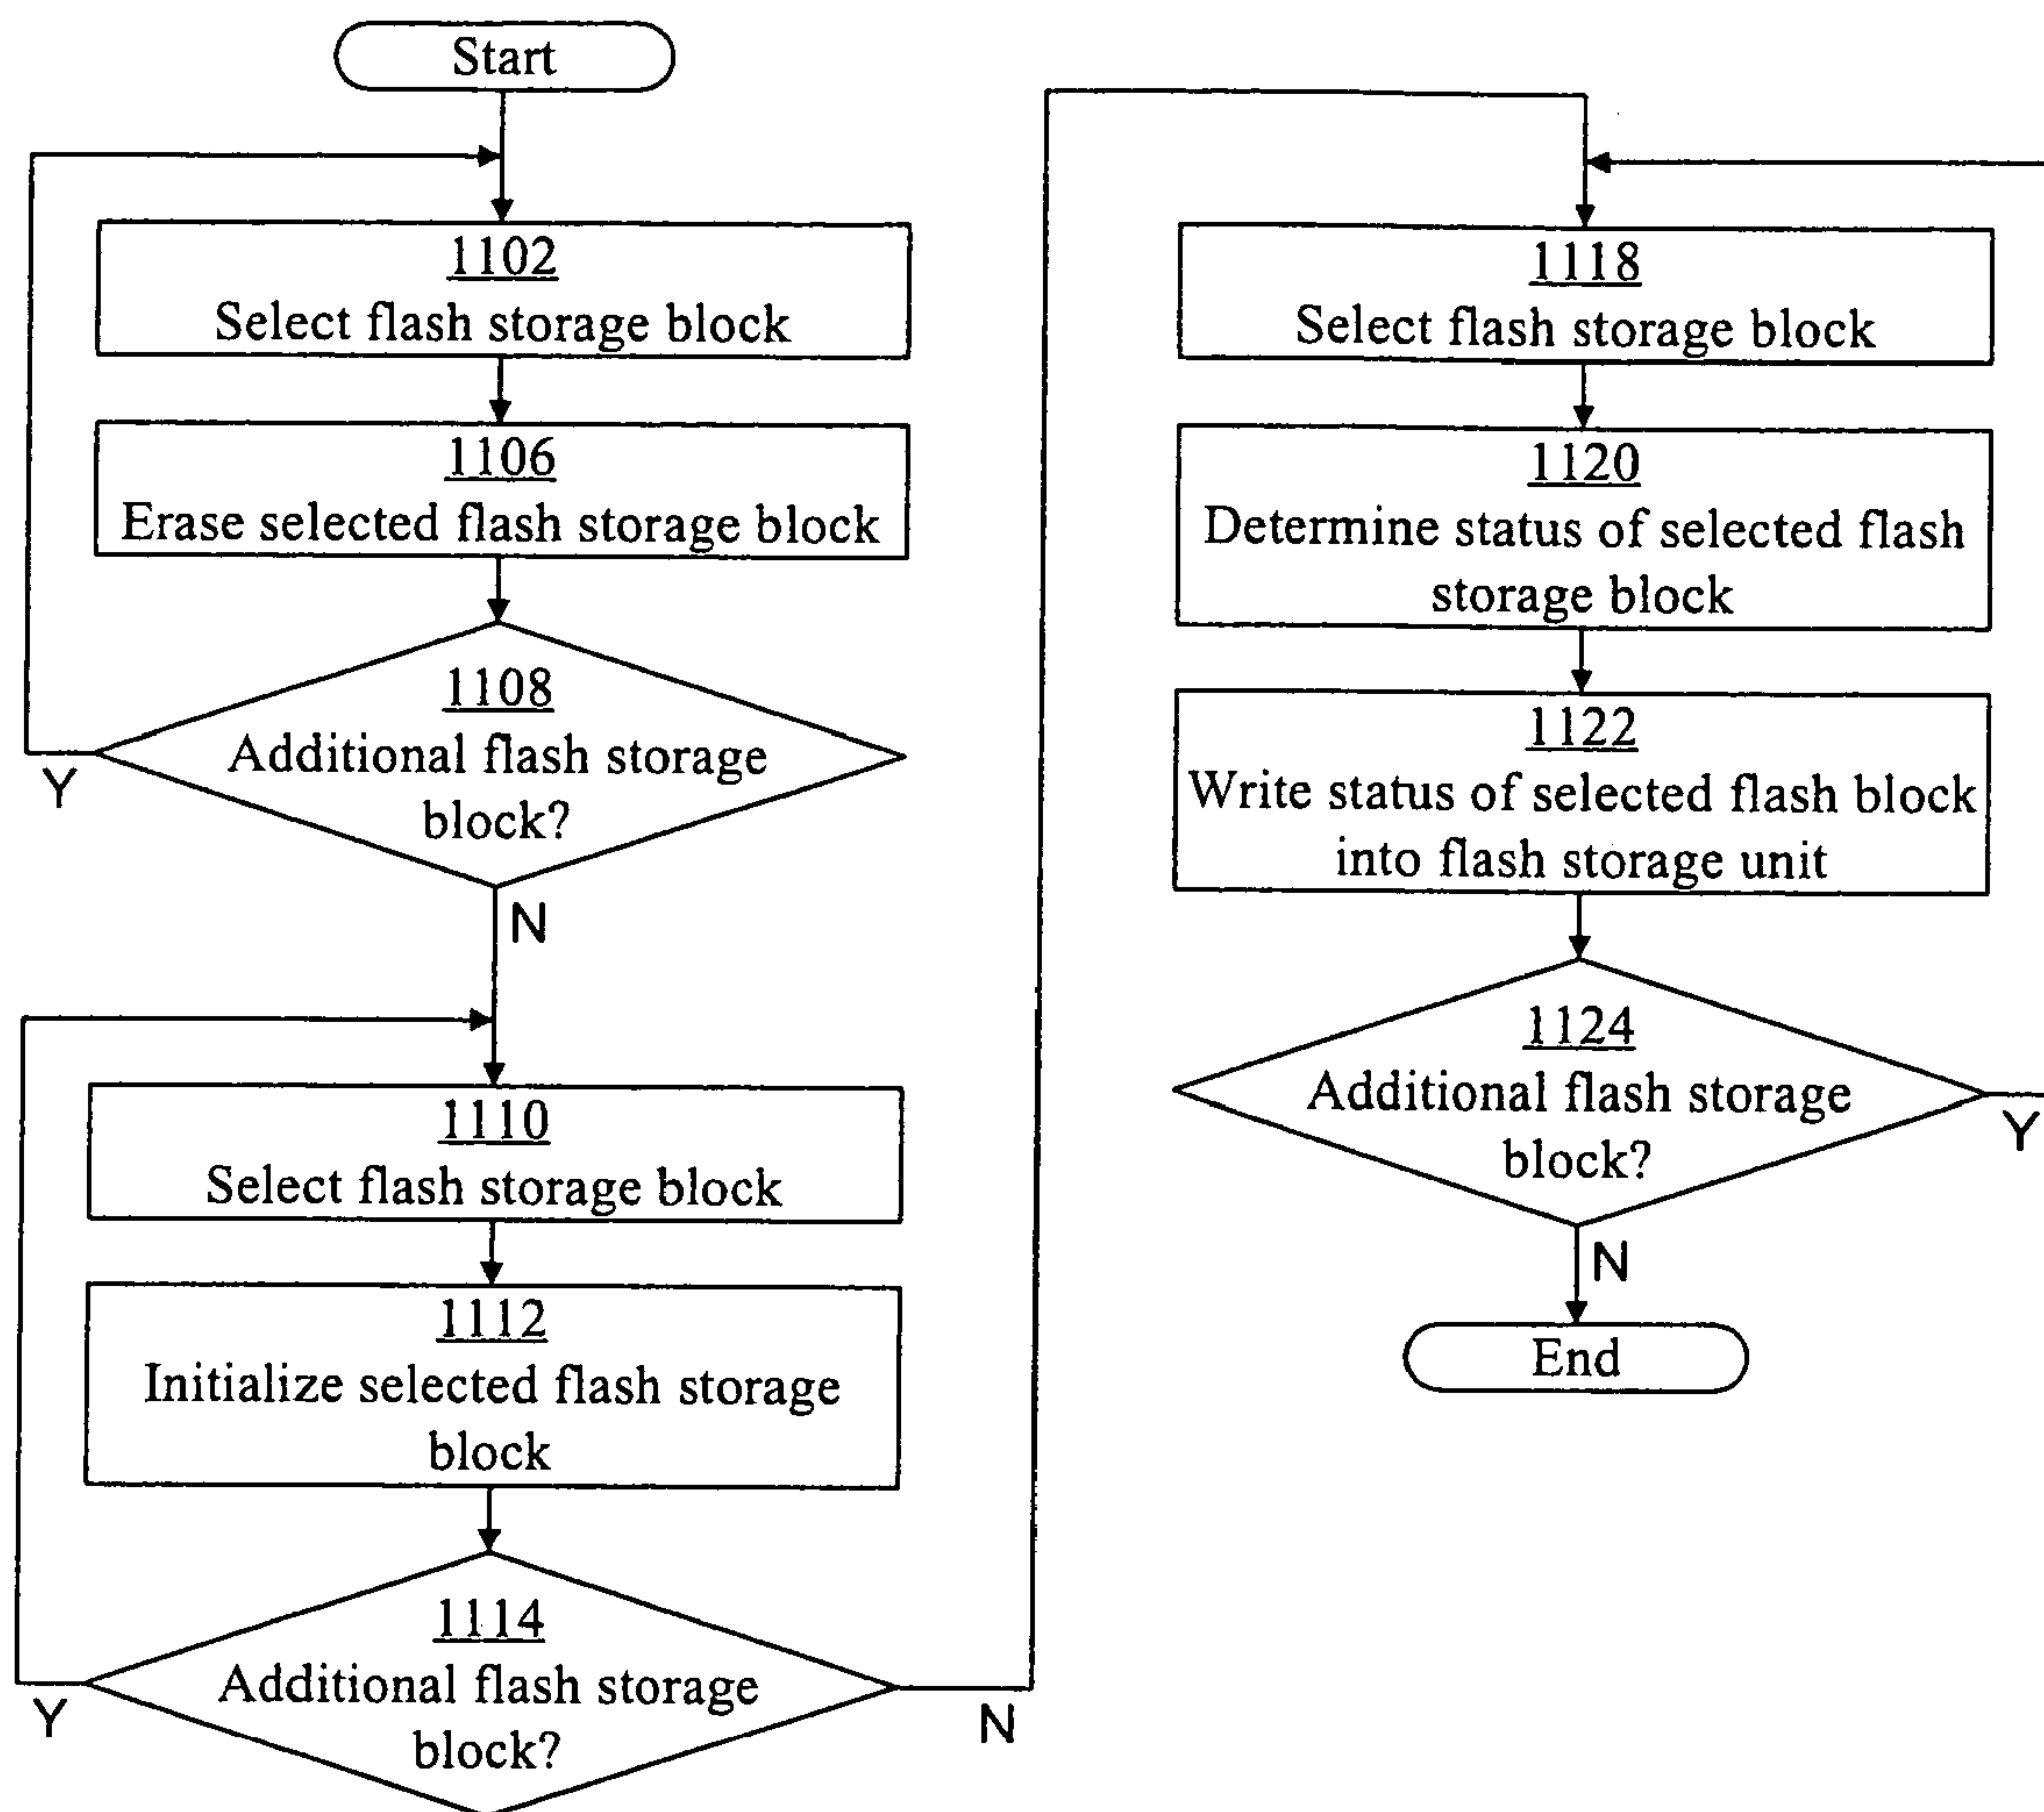 Start
1102
Select flash storage block
1106
Erase selected flash storage block
1108
Additional flash storage
block?
Y
N
1110
Select flash storage block
1112
Initialize selected flash storage
block
1114
Additional flash storage
block?
Y
N
1118
Select flash storage block
1120
Determine status of selected flash
storage block
1122
Write status of selected flash block
into flash storage unit
1124
Additional flash storage
block?
Y
N
End